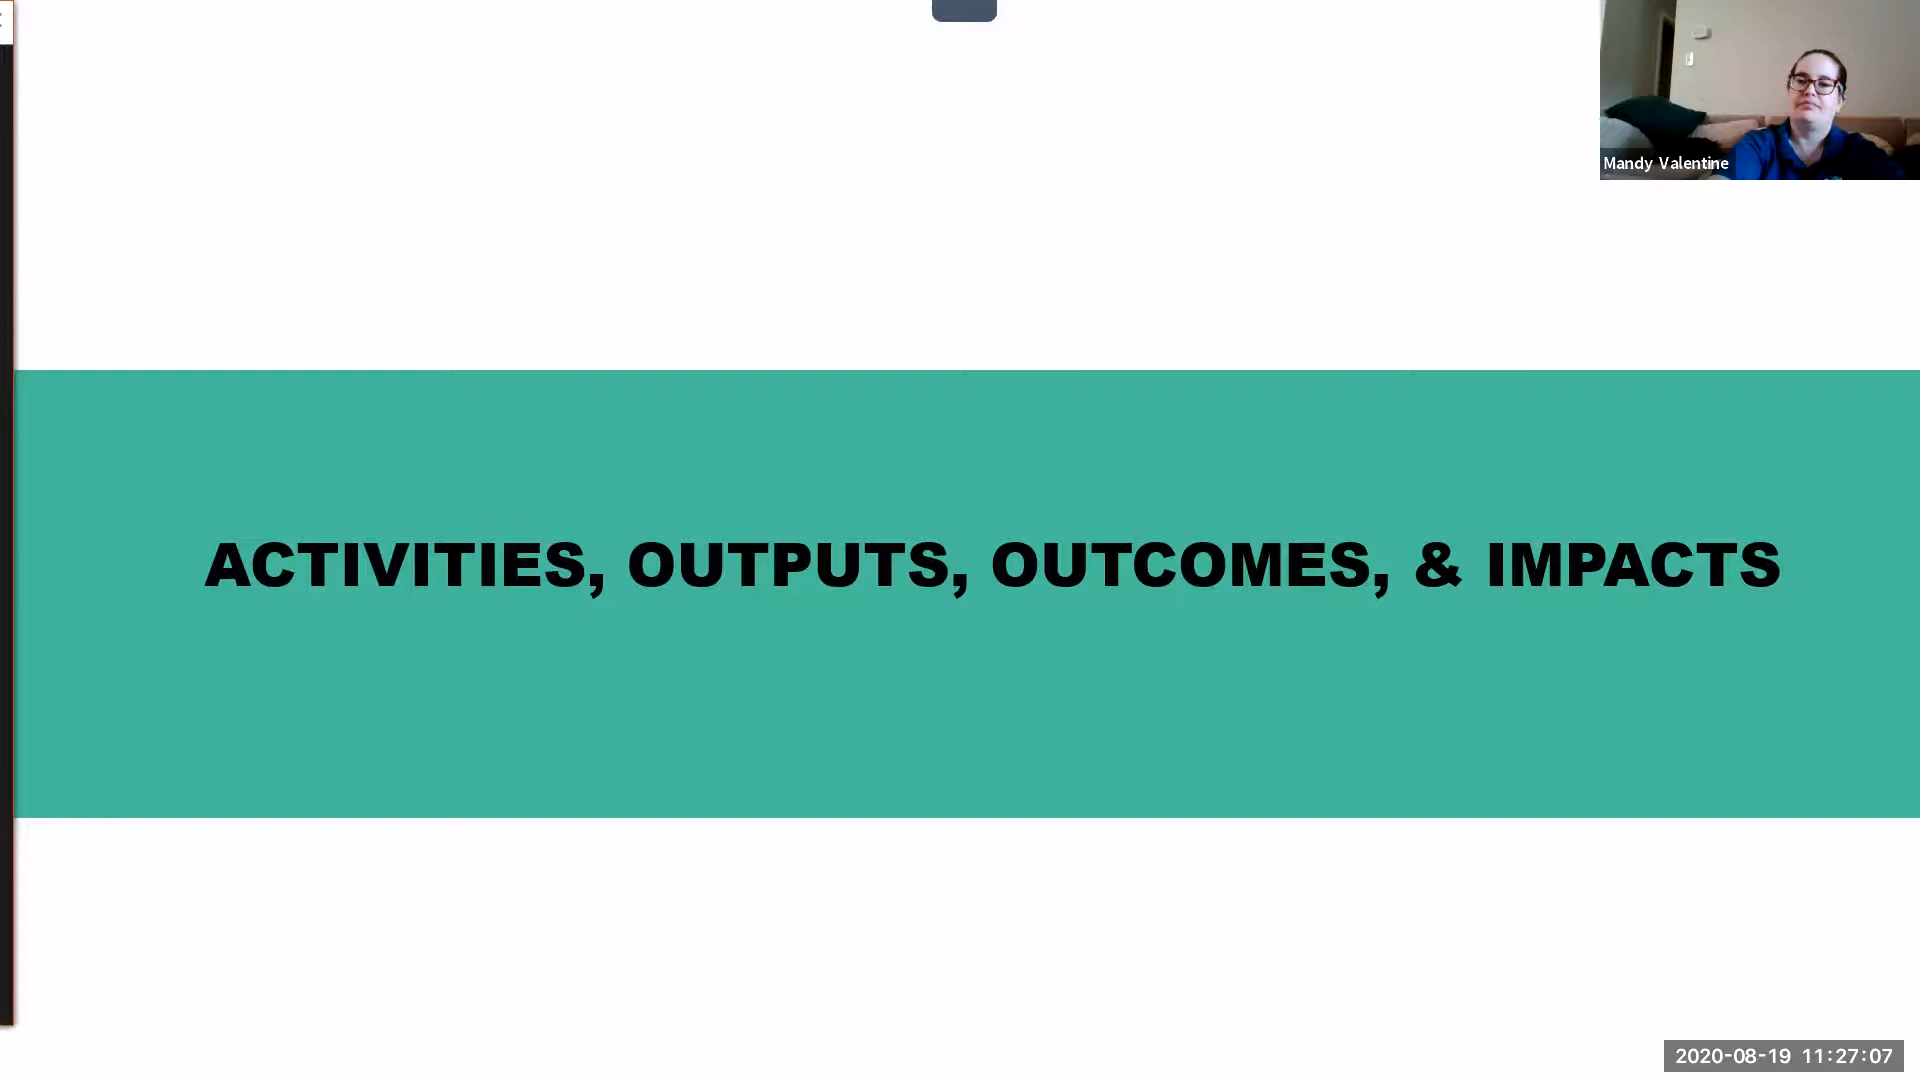 Mandy Valentine
ACTIVITIES, OUTPUTS, OUTCOMES, & IMPACTS
2020-08-19 11:27:07